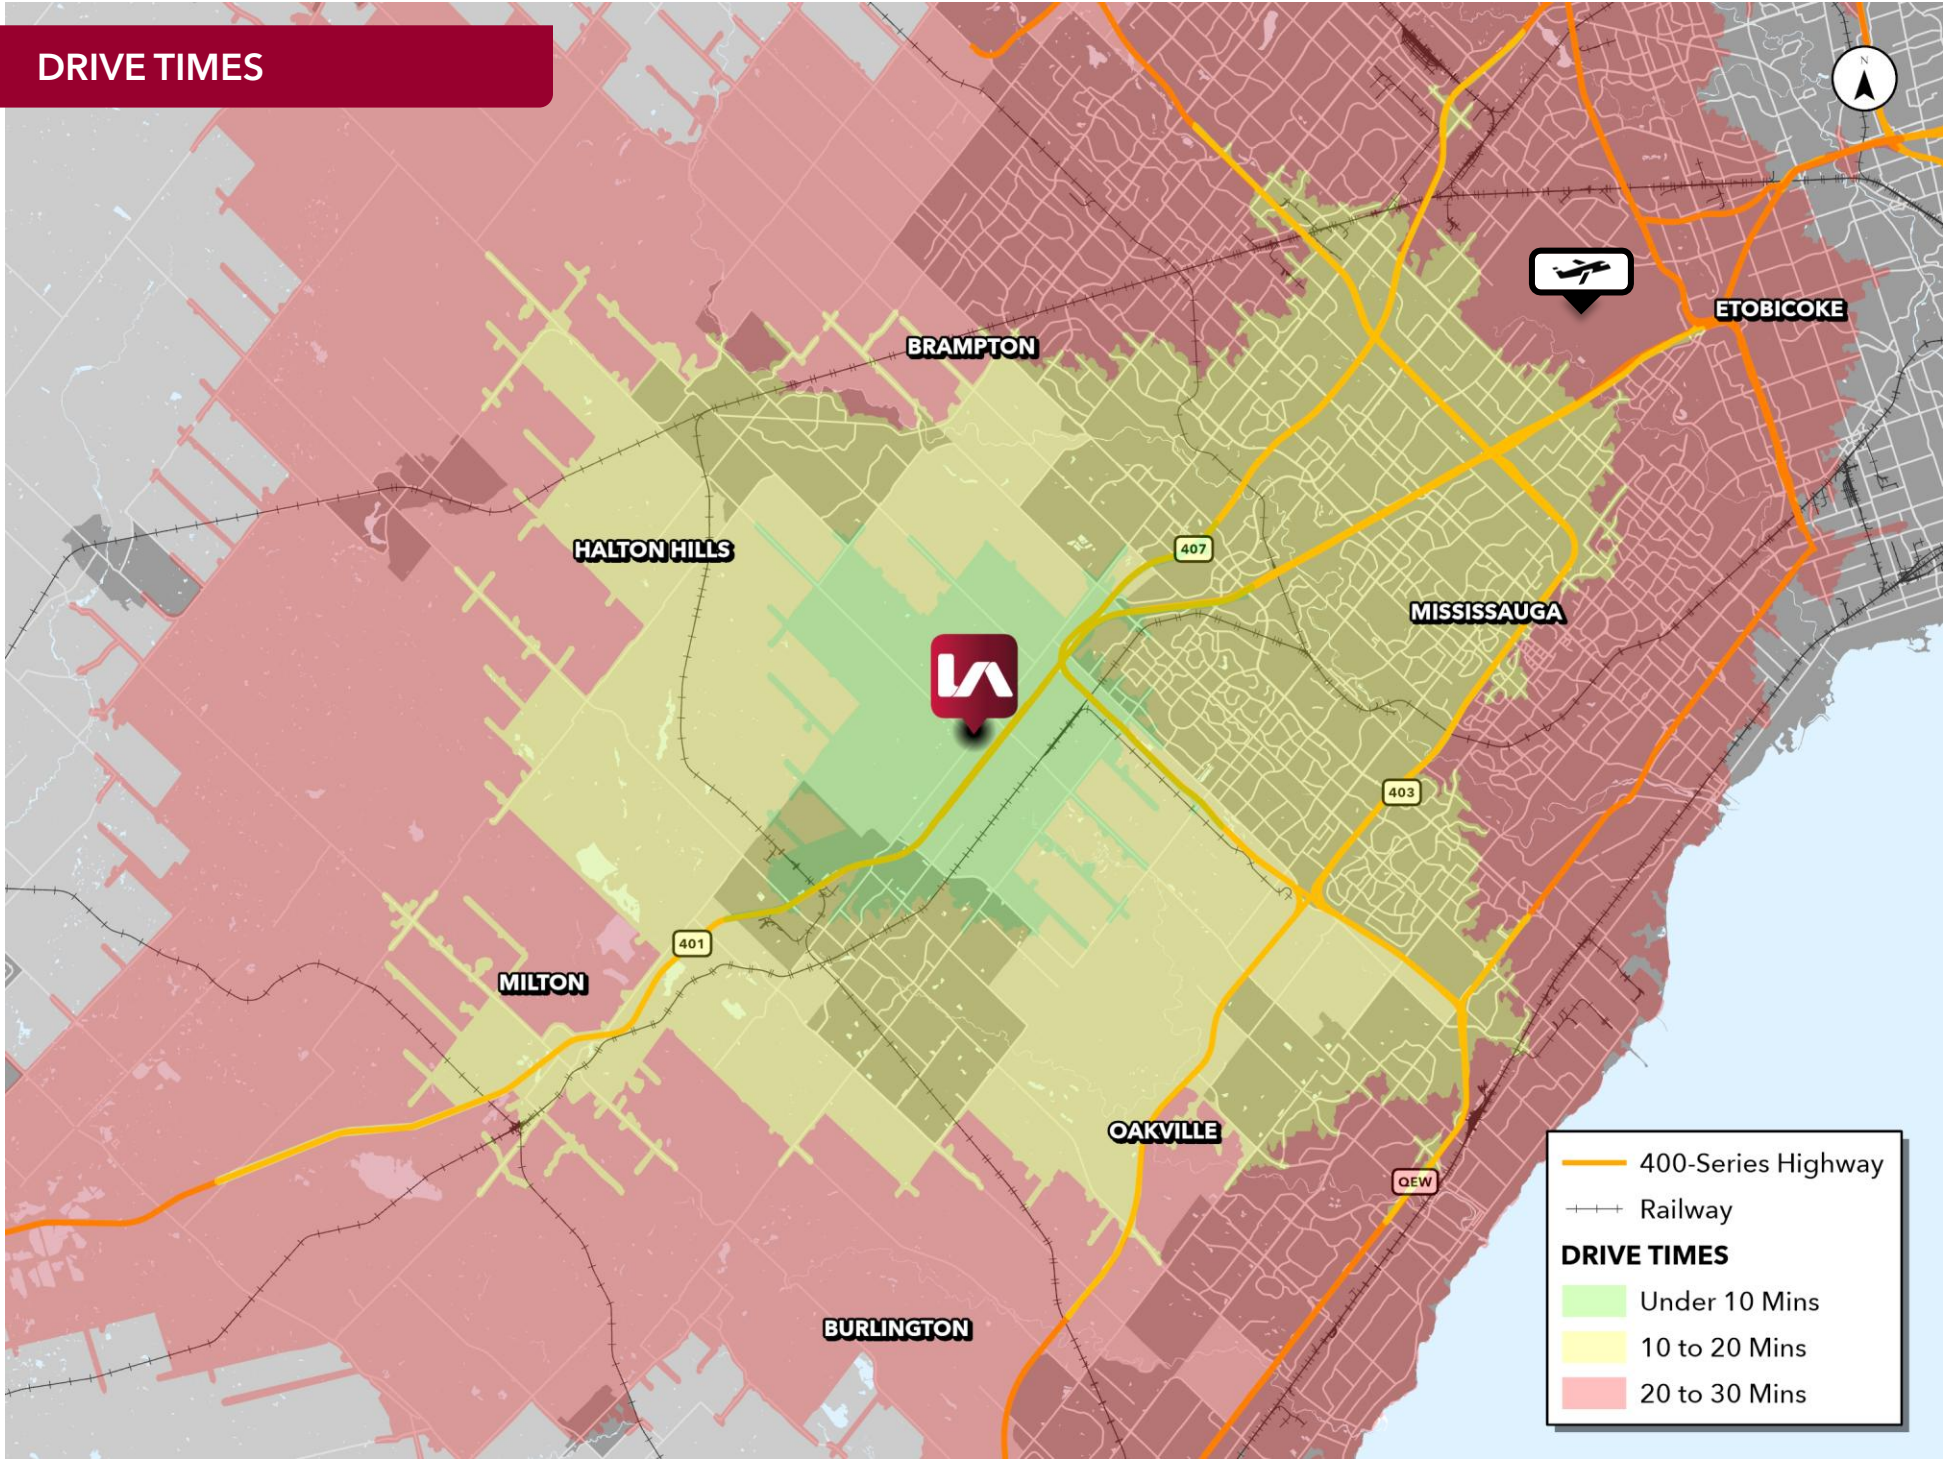 DRIVE TIMES
N
ETOBICOKE
BRAMPTON
HALTON HILLS
407
MISSISSAUGA
LA
403
401
MILTON
OAKVILLE
QEW
BURLINGTON
400-Series Highway
Railway
DRIVE TIMES
Under 10 Mins
10 to 20 Mins
20 to 30 Mins